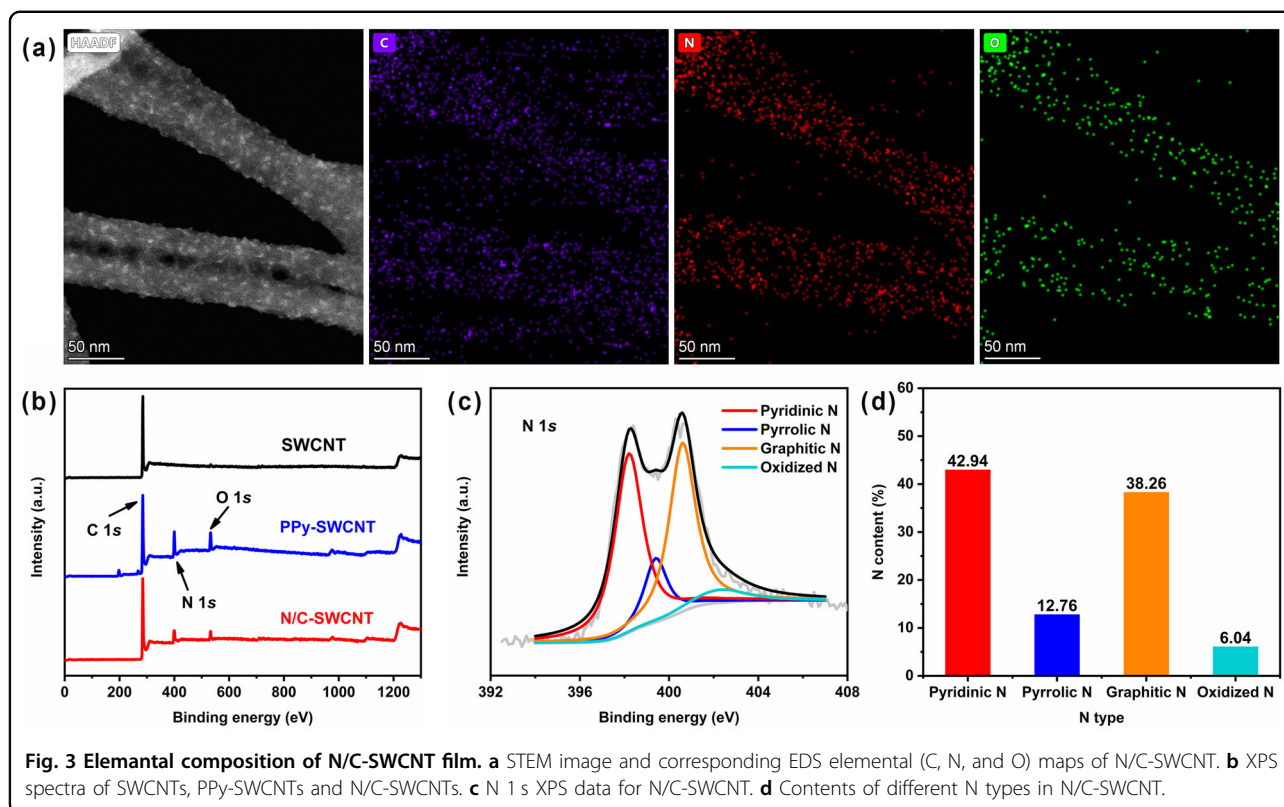 (a)
HAADF
C
N
O
50 nm
50 nm
50 nm
50 nm
(b)
SWCNT
C 1s
O 1s
PPy-SWCNT
N 1s
N/C-SWCNT
Intensity (a.u.)
0 200 400 600 800 1000 1200
Binding energy (eV)
(c)
N 1s
Pyridinic N
Pyrrolic N
Graphitic N
Oxidized N
Intensity (a.u.)
392 396 400 404 408
Binding energy (eV)
(d)
N content (%)
60
50
40
30
20
10
0
42.94
12.76
38.26
6.04
Pyridinic N Pyrrolic N Graphitic N Oxidized N
N type
Fig. 3 Elemantal composition of N/C-SWCNT film. a STEM image and corresponding EDS elemental (C, N, and O) maps of N/C-SWCNT. b XPS
spectra of SWCNTs, PPy-SWCNTs and N/C-SWCNTs. c N 1 s XPS data for N/C-SWCNT. d Contents of different N types in N/C-SWCNT.